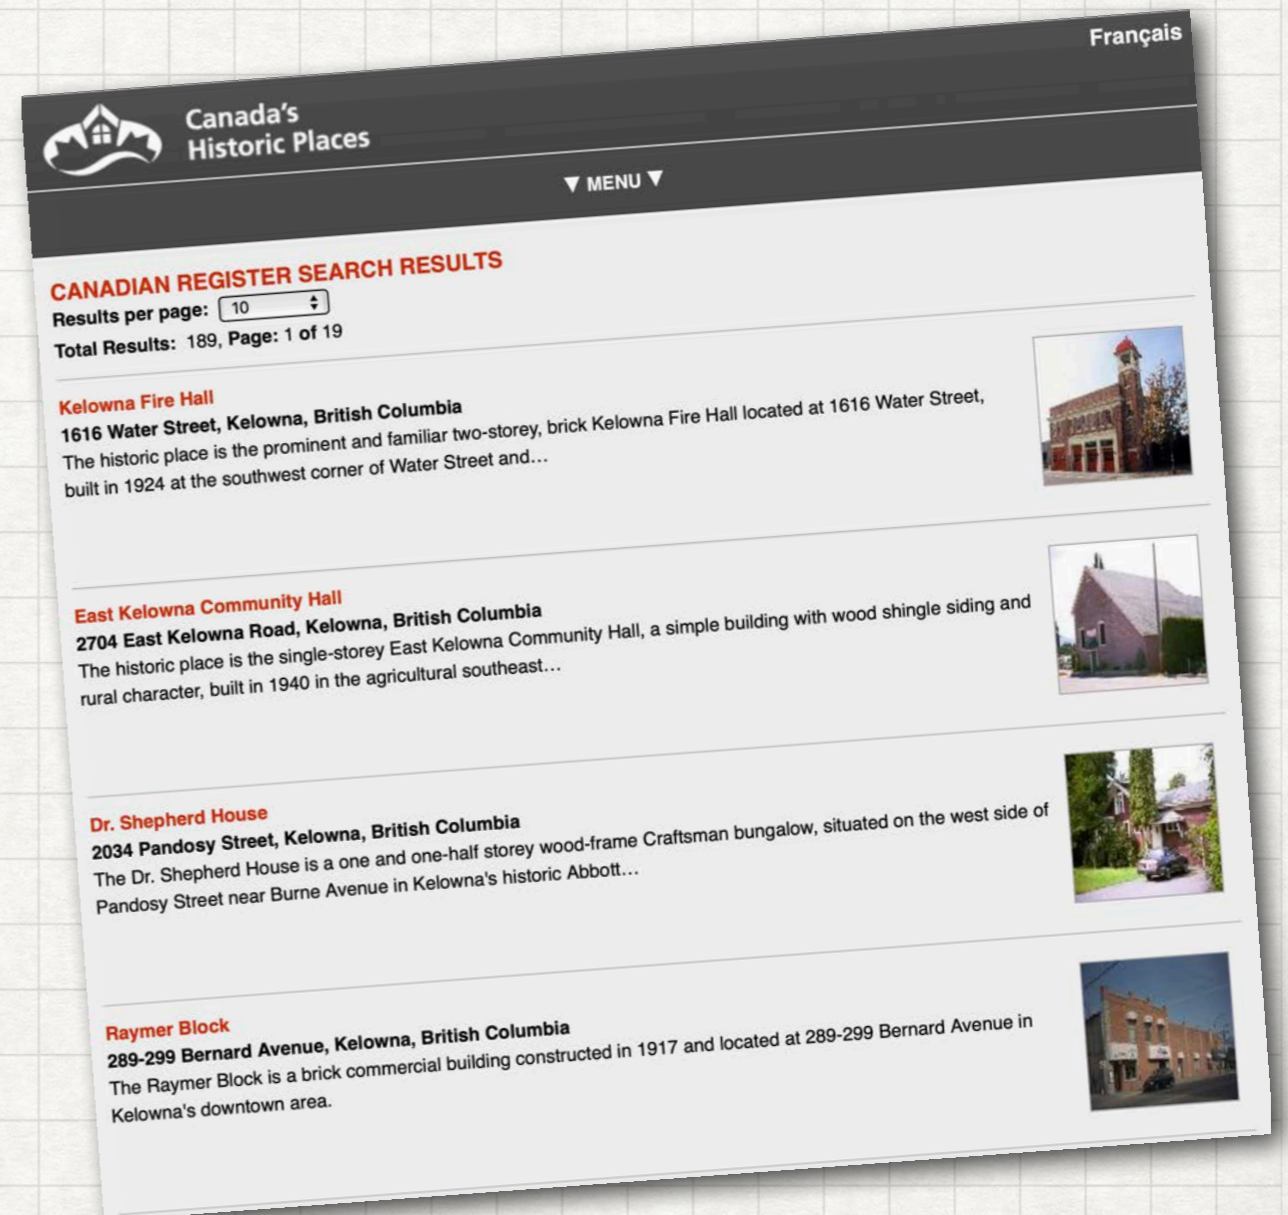 Français
Canada's
Historic Places
▼ MENU ▼
CANADIAN REGISTER SEARCH RESULTS
Results per page: 10
Total Results: 189, Page: 1 of 19
Kelowna Fire Hall
1616 Water Street, Kelowna, British Columbia
The historic place is the prominent and familiar two-storey, brick Kelowna Fire Hall located at 1616 Water Street,
built in 1924 at the southwest corner of Water Street and…
East Kelowna Community Hall
2704 East Kelowna Road, Kelowna, British Columbia
The historic place is the single-storey East Kelowna Community Hall, a simple building with wood shingle siding and
rural character, built in 1940 in the agricultural southeast…
Dr. Shepherd House
2034 Pandosy Street, Kelowna, British Columbia
The Dr. Shepherd House is a one and one-half storey wood-frame Craftsman bungalow, situated on the west side of
Pandosy Street near Burne Avenue in Kelowna's historic Abbott…
Raymer Block
289-299 Bernard Avenue, Kelowna, British Columbia
The Raymer Block is a brick commercial building constructed in 1917 and located at 289-299 Bernard Avenue in
Kelowna's downtown area.